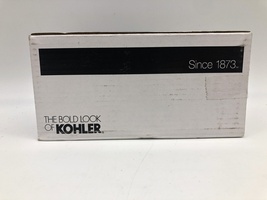 Since 1873.
THE BOLD LOOK
OF KOHLER.